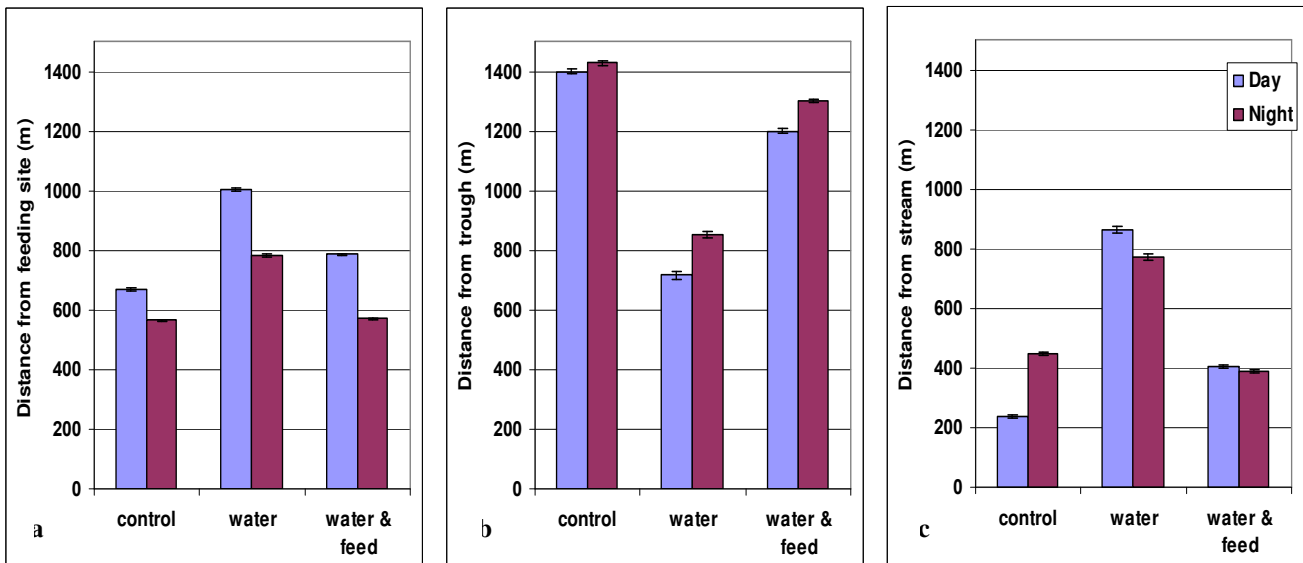 Distance from feeding site (m)
1400
1200
1000
800
600
400
200
0
control water water &
feed
a
Distance from trough (m)
1400
1200
1000
800
600
400
200
0
control water water &
feed
b
Distance from stream (m)
1400
1200
1000
800
600
400
200
0
Day
Night
control water water &
feed
c